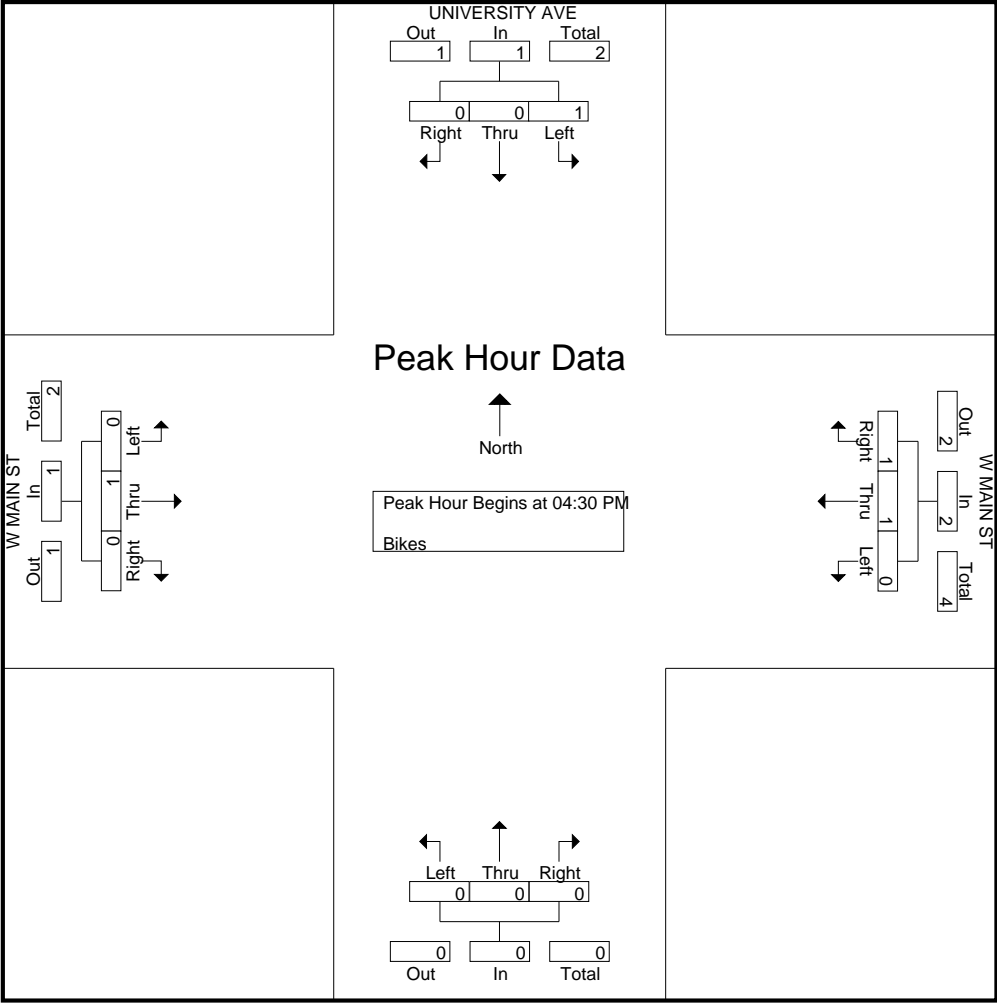 UNIVERSITY AVE
Out In Total
1 1 2
0 0 1
Right Thru Left
Peak Hour Data
North
Peak Hour Begins at 04:30 PM
Bikes
W MAIN ST
Total In Out
2 1 1
0 1 0
Left Thru Right
W MAIN ST
Out In Total
2 2 4
1 1 0
Right Thru Left
Left Thru Right
0 0 0
0 0 0
Out In Total